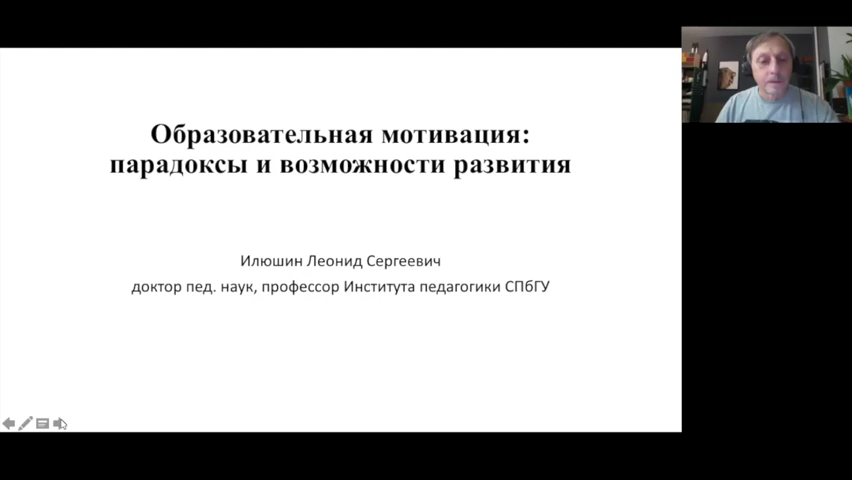 Образовательная мотивация:
парадоксы и возможности развития
Илюшин Леонид Сергеевич
доктор пед. наук, профессор Института педагогики СПбГУ